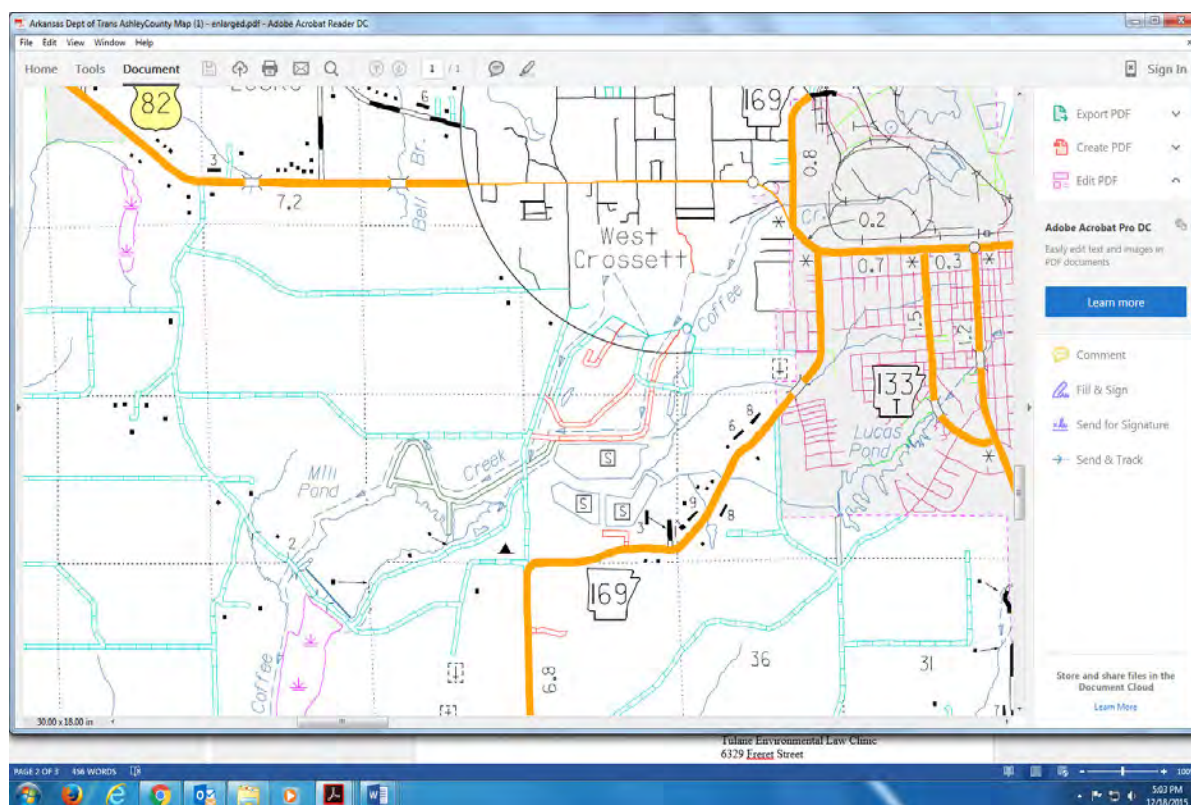 Arkansas Dept of Trans AshleyCounty Map (1) - enlarged.pdf - Adobe Acrobat Reader DC
File Edit View Window Help
Home Tools Document 1 / 1 Sign In
82
6
169
Export PDF
Create PDF
Edit PDF
3
7.2
Bell Br.
0.8
Cr.
0.2
West
Crossett
0.7
0.3
Adobe Acrobat Pro DC
Easily edit text and images in
PDF documents
Learn more
Coffee
1.5
1.2
133
T
Comment
Fill & Sign
Send for Signature
Send & Track
6 8
Lucas
Pond
Mill
Pond
Creek
S
S S
3 9 8
2
169
6.8
36
31
Coffee
7
Store and share files in the
Document Cloud
Learn More
30.00 x 18.00 in
Tulane Environmental Law Clinic
6329 Freret Street
PAGE 2 OF 3 456 WORDS
5:03 PM